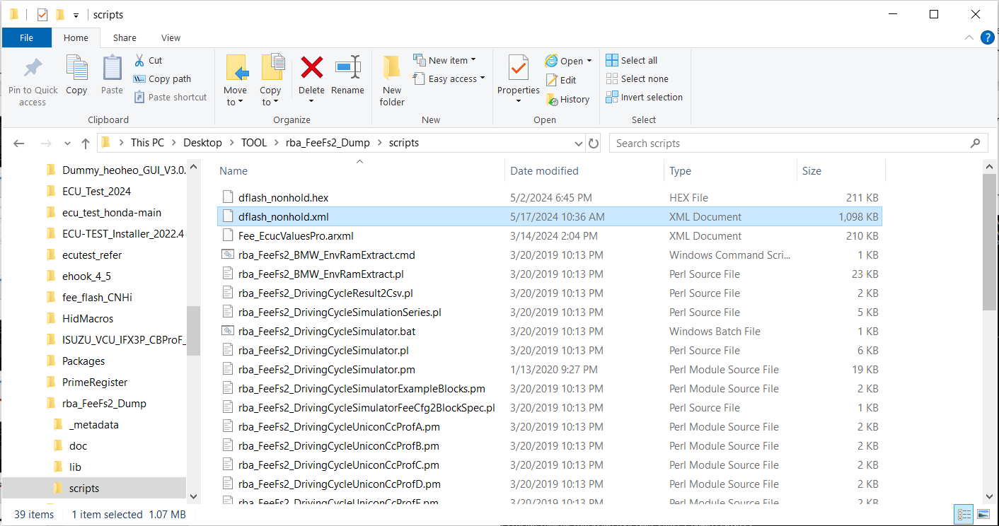 scripts
File Home Share View
Pin to Quick access
Copy
Paste
Cut
Copy path
Paste shortcut
Clipboard
Move to
Copy to
Delete
Rename
Organize
New folder
New item
Easy access
New
Properties
Open
Edit
History
Open
Select all
Select none
Invert selection
Select
This PC > Desktop > TOOL > rba_FeeFs2_Dump > scripts
Search scripts
Dummy_heoheo_GUI_V3.0.
ECU_Test_2024
ecu_test_honda-main
ECU-TEST_Installer_2022.4
ecutest_refer
ehook_4_5
fee_flash_CNHi
HidMacros
ISUZU_VCU_IFX3P_CBProF_
Packages
PrimeRegister
rba_FeeFs2_Dump
_metadata
doc
lib
scripts
Name Date modified Type Size
dflash_nonhold.hex 5/2/2024 6:45 PM HEX File 211 KB
dflash_nonhold.xml 5/17/2024 10:36 AM XML Document 1,098 KB
Fee_EcucValuesPro.arxml 3/14/2024 2:04 PM XML Document 210 KB
rba_FeeFs2_BMW_EnvRamExtract.cmd 3/20/2019 10:13 PM Windows Command Scri... 1 KB
rba_FeeFs2_BMW_EnvRamExtract.pl 3/20/2019 10:13 PM Perl Source File 23 KB
rba_FeeFs2_DrivingCycleResult2Csv.pl 3/20/2019 10:13 PM Perl Source File 2 KB
rba_FeeFs2_DrivingCycleSimulationSeries.pl 3/20/2019 10:13 PM Perl Source File 5 KB
rba_FeeFs2_DrivingCycleSimulator.bat 3/20/2019 10:13 PM Windows Batch File 1 KB
rba_FeeFs2_DrivingCycleSimulator.pl 3/20/2019 10:13 PM Perl Source File 6 KB
rba_FeeFs2_DrivingCycleSimulator.pm 1/13/2020 9:27 PM Perl Module Source File 19 KB
rba_FeeFs2_DrivingCycleSimulatorExampleBlocks.pm 3/20/2019 10:13 PM Perl Module Source File 2 KB
rba_FeeFs2_DrivingCycleSimulatorFeeCfg2BlockSpec.pl 3/20/2019 10:13 PM Perl Source File 1 KB
rba_FeeFs2_DrivingCycleUniconCcProfA.pm 3/20/2019 10:13 PM Perl Module Source File 2 KB
rba_FeeFs2_DrivingCycleUniconCcProfB.pm 3/20/2019 10:13 PM Perl Module Source File 2 KB
rba_FeeFs2_DrivingCycleUniconCcProfC.pm 3/20/2019 10:13 PM Perl Module Source File 2 KB
rba_FeeFs2_DrivingCycleUniconCcProfD.pm 3/20/2019 10:13 PM Perl Module Source File 2 KB
39 items 1 item selected 1.07 MB